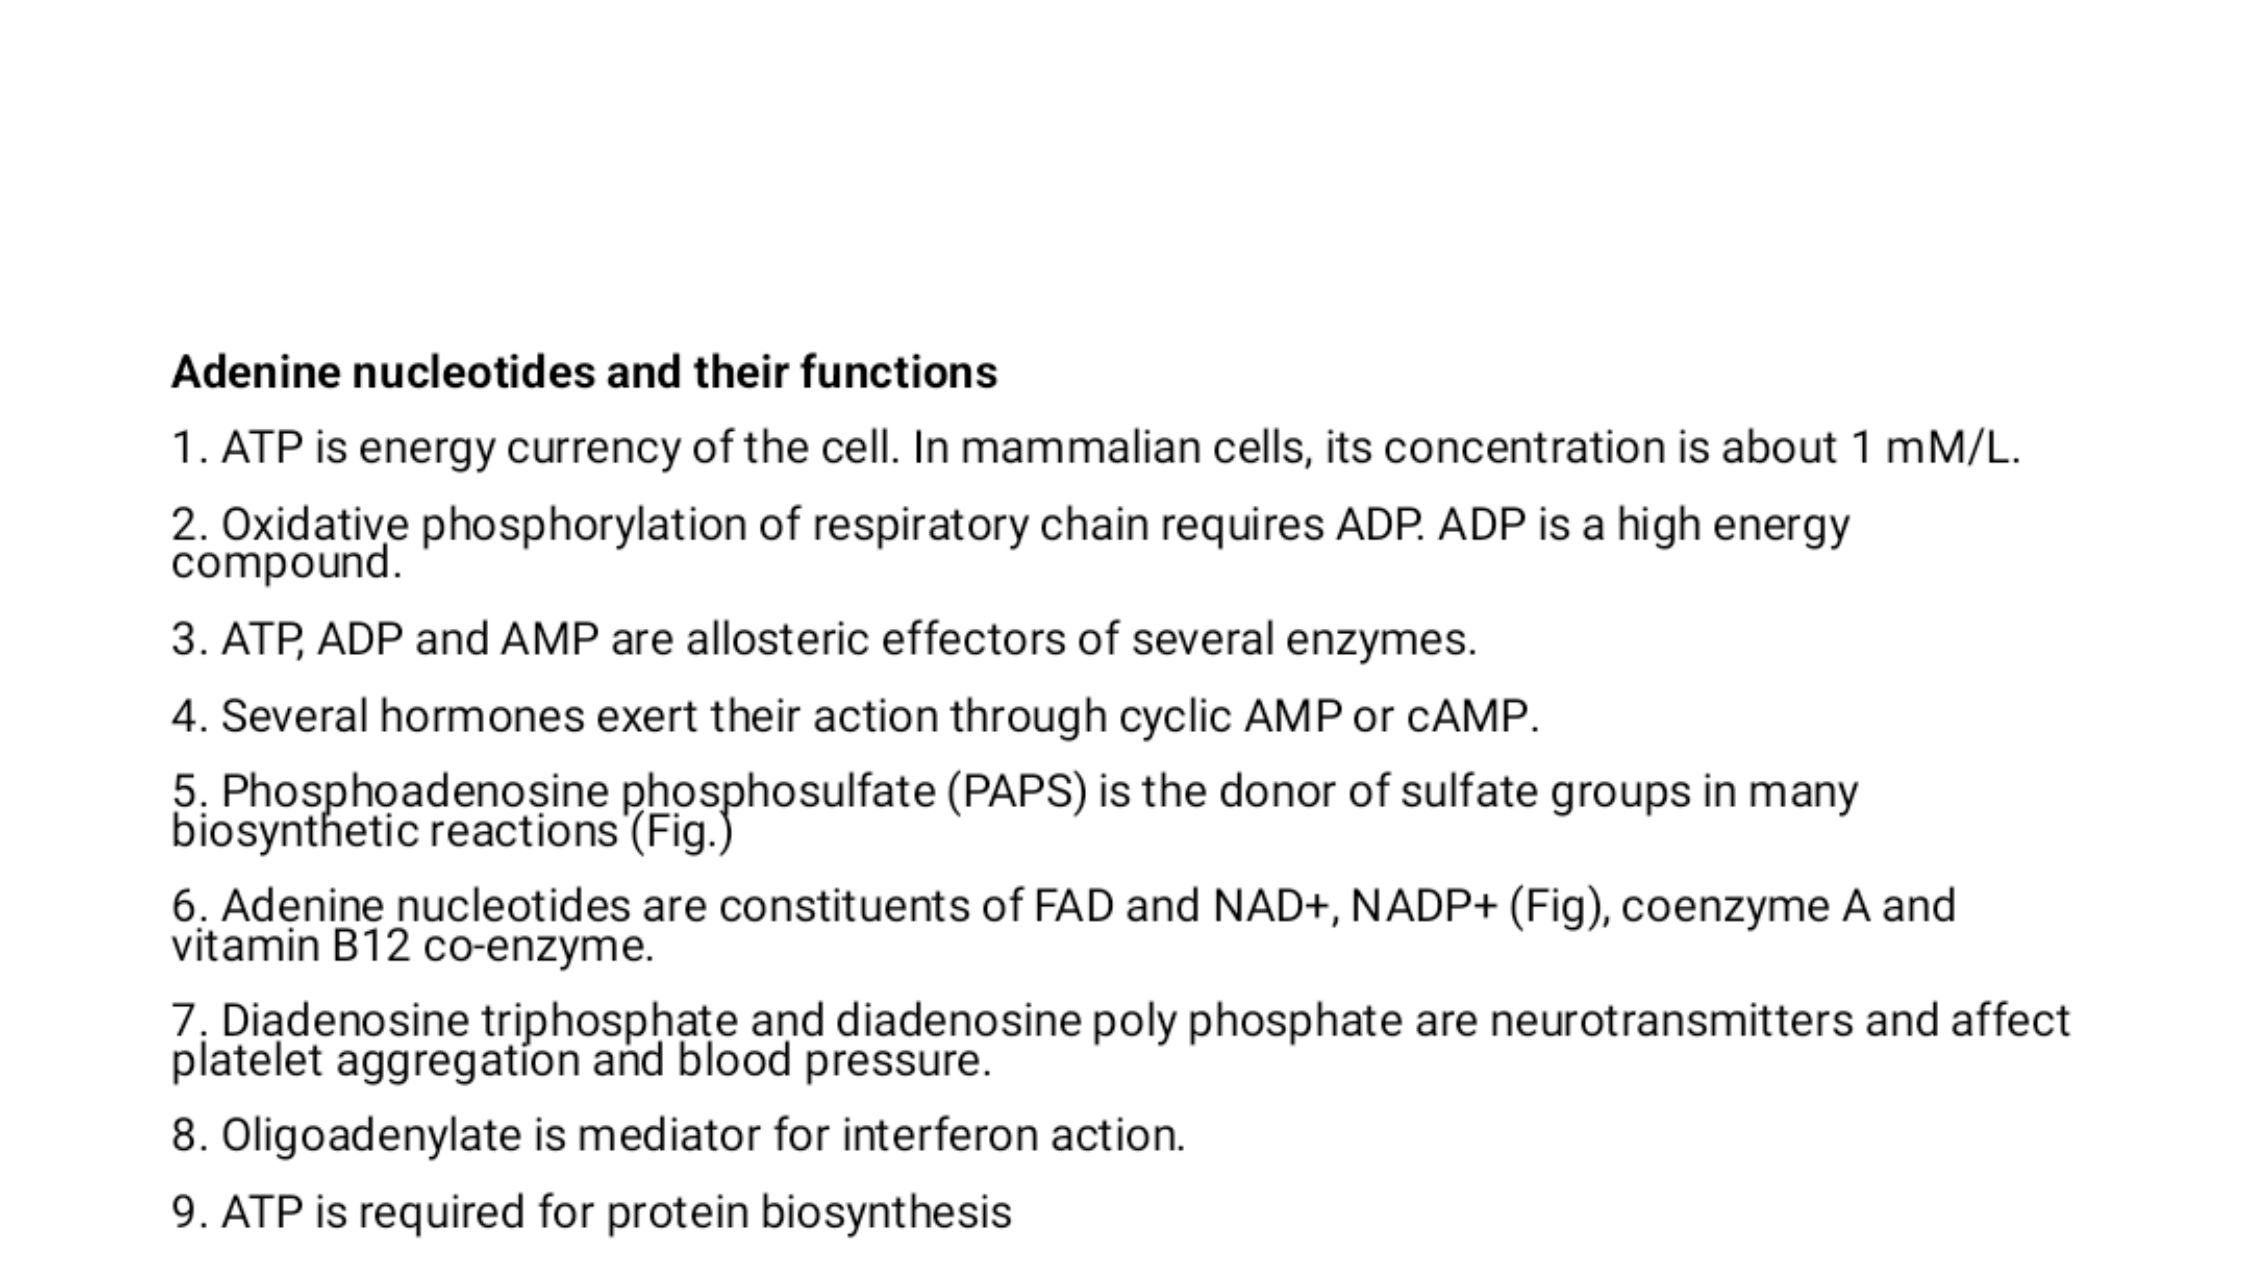 Adenine nucleotides and their functions
1. ATP is energy currency of the cell. In mammalian cells, its concentration is about 1 mM/L.
2. Oxidative phosphorylation of respiratory chain requires ADP. ADP is a high energy
compound.
3. ATP, ADP and AMP are allosteric effectors of several enzymes.
4. Several hormones exert their action through cyclic AMP or cAMP.
5. Phosphoadenosine phosphosulfate (PAPS) is the donor of sulfate groups in many
biosynthetic reactions (Fig.)
6. Adenine nucleotides are constituents of FAD and NAD+, NADP+ (Fig), coenzyme A and
vitamin B12 co-enzyme.
7. Diadenosine triphosphate and diadenosine poly phosphate are neurotransmitters and affect
platelet aggregation and blood pressure.
8. Oligoadenylate is mediator for interferon action.
9. ATP is required for protein biosynthesis